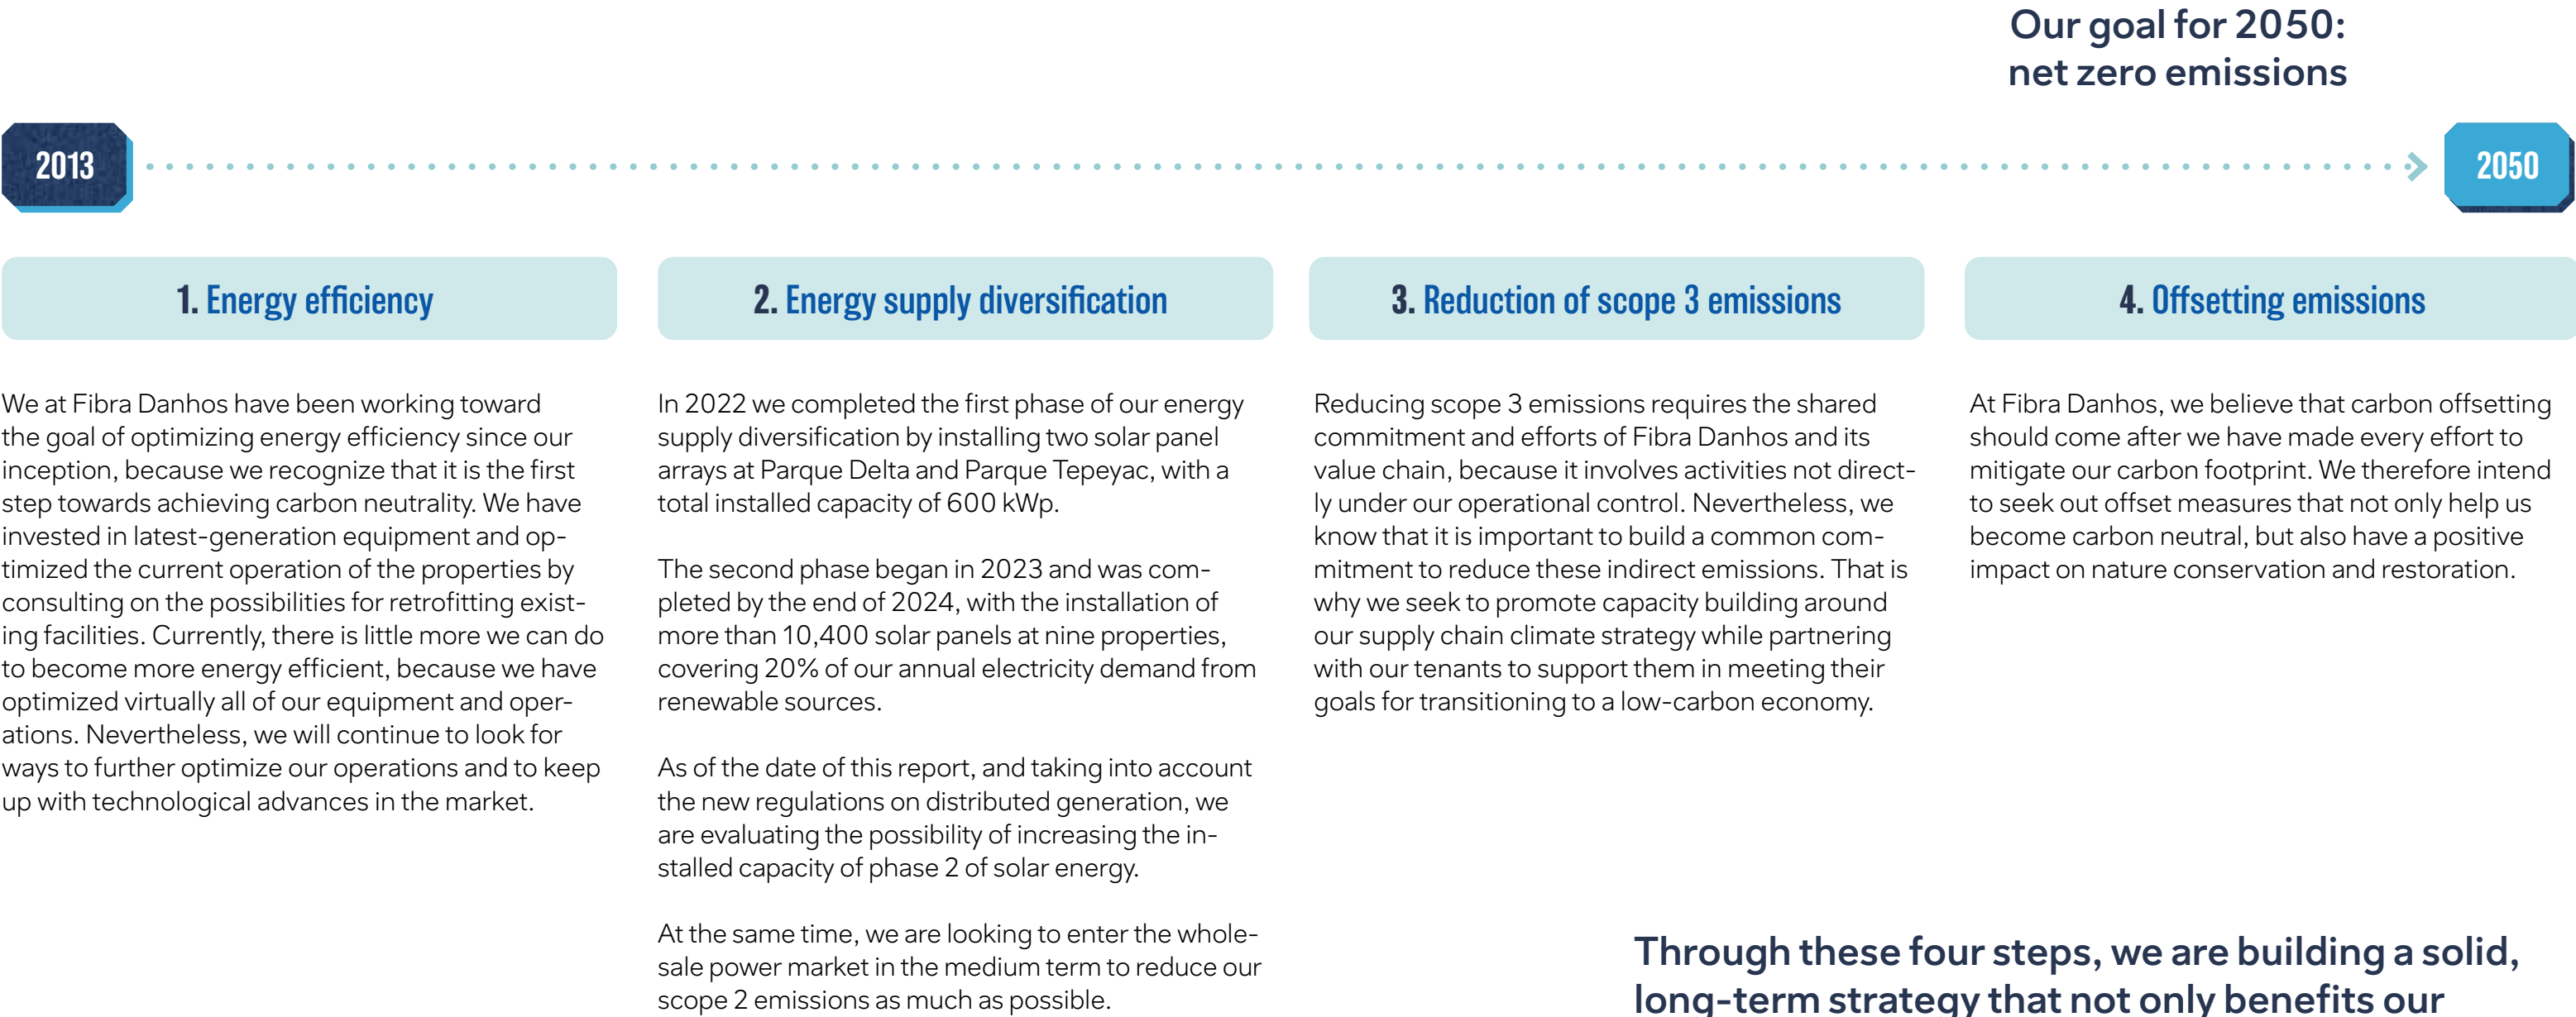 Our goal for 2050:
net zero emissions
2013
2050
1. Energy efficiency
We at Fibra Danhos have been working toward
the goal of optimizing energy efficiency since our
inception, because we recognize that it is the first
step towards achieving carbon neutrality. We have
invested in latest-generation equipment and op-
timized the current operation of the properties by
consulting on the possibilities for retrofitting exist-
ing facilities. Currently, there is little more we can do
to become more energy efficient, because we have
optimized virtually all of our equipment and oper-
ations. Nevertheless, we will continue to look for
ways to further optimize our operations and to keep
up with technological advances in the market.
2. Energy supply diversification
In 2022 we completed the first phase of our energy
supply diversification by installing two solar panel
arrays at Parque Delta and Parque Tepeyac, with a
total installed capacity of 600 kWp.
The second phase began in 2023 and was com-
pleted by the end of 2024, with the installation of
more than 10,400 solar panels at nine properties,
covering 20% of our annual electricity demand from
renewable sources.
As of the date of this report, and taking into account
the new regulations on distributed generation, we
are evaluating the possibility of increasing the in-
stalled capacity of phase 2 of solar energy.
At the same time, we are looking to enter the whole-
sale power market in the medium term to reduce our
scope 2 emissions as much as possible.
3. Reduction of scope 3 emissions
Reducing scope 3 emissions requires the shared
commitment and efforts of Fibra Danhos and its
value chain, because it involves activities not direct-
ly under our operational control. Nevertheless, we
know that it is important to build a common com-
mitment to reduce these indirect emissions. That is
why we seek to promote capacity building around
our supply chain climate strategy while partnering
with our tenants to support them in meeting their
goals for transitioning to a low-carbon economy.
4. Offsetting emissions
At Fibra Danhos, we believe that carbon offsetting
should come after we have made every effort to
mitigate our carbon footprint. We therefore intend
to seek out offset measures that not only help us
become carbon neutral, but also have a positive
impact on nature conservation and restoration.
Through these four steps, we are building a solid,
long-term strategy that not only benefits our